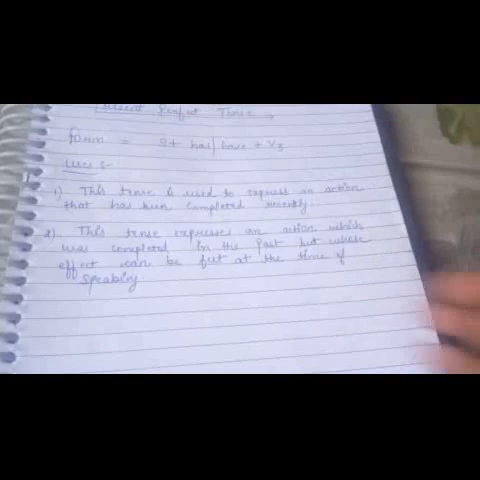 Present Perfect Tense →
form = S + has/have + V3
Uses :-
1) This tense is used to express an action
that has been completed recently.
2) This tense expresses an action which
was completed in the past but whose
effect can be felt at the time of
speaking.